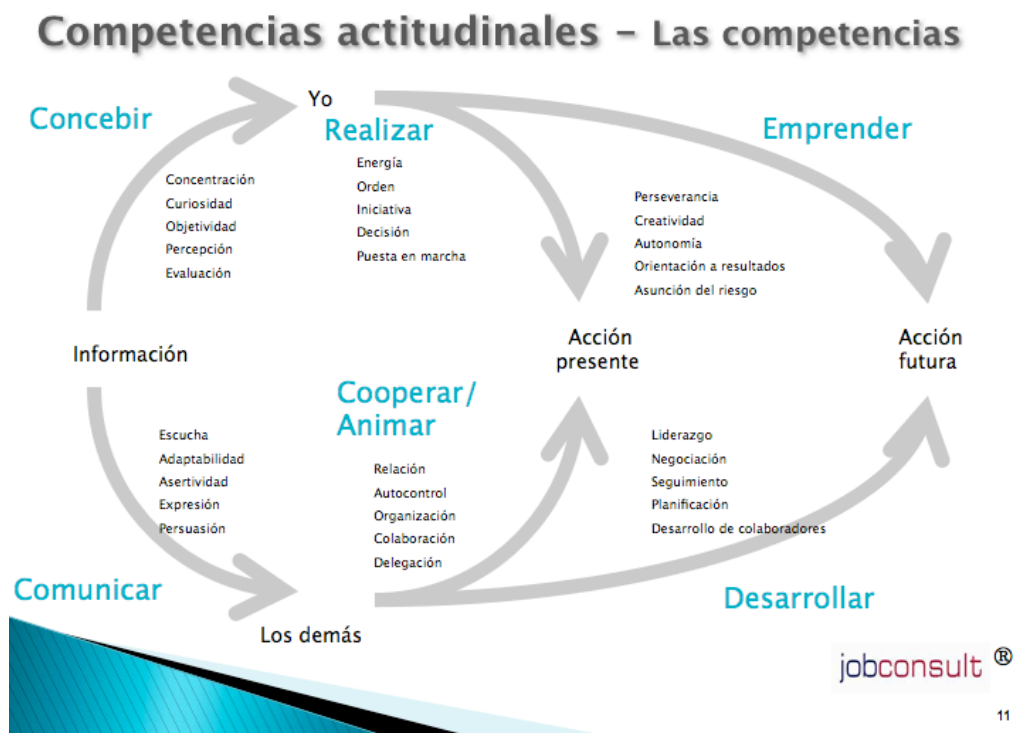 Competencias actitudinales – Las competencias
Concebir
Yo
Realizar
Emprender
Concentración
Curiosidad
Objetividad
Percepción
Evaluación
Energía
Orden
Iniciativa
Decisión
Puesta en marcha
Perseverancia
Creatividad
Autonomía
Orientación a resultados
Asunción del riesgo
Información
Acción
presente
Acción
futura
Cooperar/
Animar
Escucha
Adaptabilidad
Asertividad
Expresión
Persuasión
Relación
Autocontrol
Organización
Colaboración
Delegación
Liderazgo
Negociación
Seguimiento
Planificación
Desarrollo de colaboradores
Comunicar
Los demás
Desarrollar
jobconsult ®
11